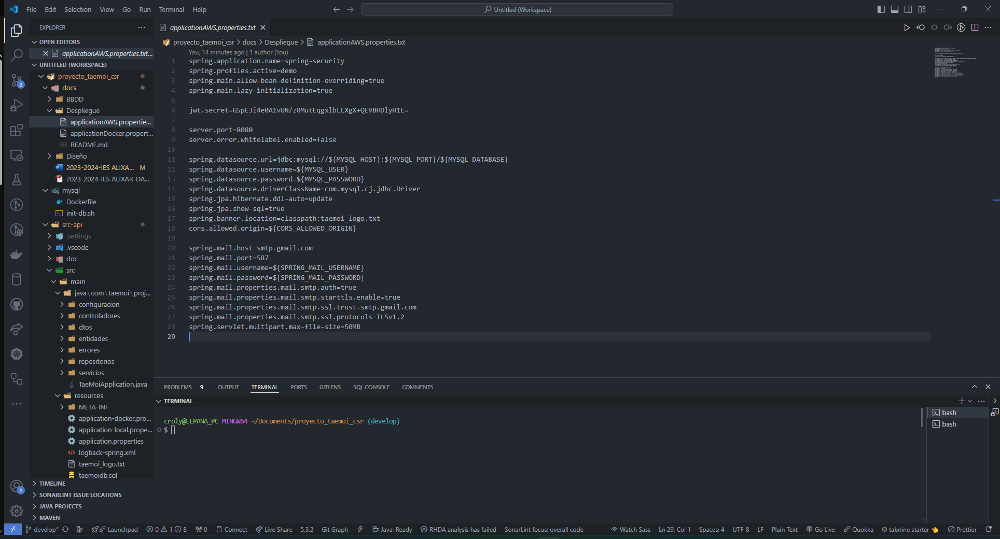 File Edit Selection View Go Run Terminal Help
Untitled (Workspace)
EXPLORER
OPEN EDITORS
applicationAWS.properties.txt...
UNTITLED (WORKSPACE)
proyecto_taemoi_csr
docs
BBDD
Despliegue
applicationAWS.propertie...
applicationDocker.propert...
README.md
Diseño
2023-2024-IES ALIXA... M
2023-2024-IES ALIXAR-DA...
mysql
Dockerfile
init-db.sh
src-api
.settings
.vscode
doc
src
main
java\com\taemoi\proj...
configuracion
controladores
dtos
entidades
errores
repositorios
servicios
TaeMoiApplication.java
resources
META-INF
application-docker.pro...
application-local.prope...
application.properties
logback-spring.xml
taemoi_logo.txt
taemoidb.sql
TIMELINE
SONARLINT ISSUE LOCATIONS
JAVA PROJECTS
MAVEN
2
1
applicationAWS.properties.txt
proyecto_taemoi_csr > docs > Despliegue > applicationAWS.properties.txt
You, 14 minutes ago | 1 author (You)
1 spring.application.name=spring-security
2 spring.profiles.active=demo
3 spring.main.allow-bean-definition-overriding=true
4 spring.main.lazy-initialization=true
5
6 jwt.secret=G5pE3i4e0A1vUN/z0MutEqgxlbLLXgX+QEV8HDlyH1E=
7
8 server.port=8080
9 server.error.whitelabel.enabled=false
10
11 spring.datasource.url=jdbc:mysql://${MYSQL_HOST}:${MYSQL_PORT}/${MYSQL_DATABASE}
12 spring.datasource.username=${MYSQL_USER}
13 spring.datasource.password=${MYSQL_PASSWORD}
14 spring.datasource.driverClassName=com.mysql.cj.jdbc.Driver
15 spring.jpa.hibernate.ddl-auto=update
16 spring.jpa.show-sql=true
17 spring.banner.location=classpath:taemoi_logo.txt
18 cors.allowed.origin=${CORS_ALLOWED_ORIGIN}
19
20 spring.mail.host=smtp.gmail.com
21 spring.mail.port=587
22 spring.mail.username=${SPRING_MAIL_USERNAME}
23 spring.mail.password=${SPRING_MAIL_PASSWORD}
24 spring.mail.properties.mail.smtp.auth=true
25 spring.mail.properties.mail.smtp.starttls.enable=true
26 spring.mail.properties.mail.smtp.ssl.trust=smtp.gmail.com
27 spring.mail.properties.mail.smtp.ssl.protocols=TLSv1.2
28 spring.servlet.multipart.max-file-size=50MB
29
PROBLEMS 9 OUTPUT TERMINAL PORTS GITLENS SQL CONSOLE COMMENTS
TERMINAL
croly@ELPANA_PC MINGW64 ~/Documents/proyecto_taemoi_csr (develop)
$
bash
bash
develop* Launchpad 0 1 8 0 Connect Live Share 5.3.2 Git Graph Java: Ready RHDA analysis has failed SonarLint focus: overall code Watch Sass Ln 29, Col 1 Spaces: 4 UTF-8 LF Plain Text Go Live Quokka tabnine starter Prettier